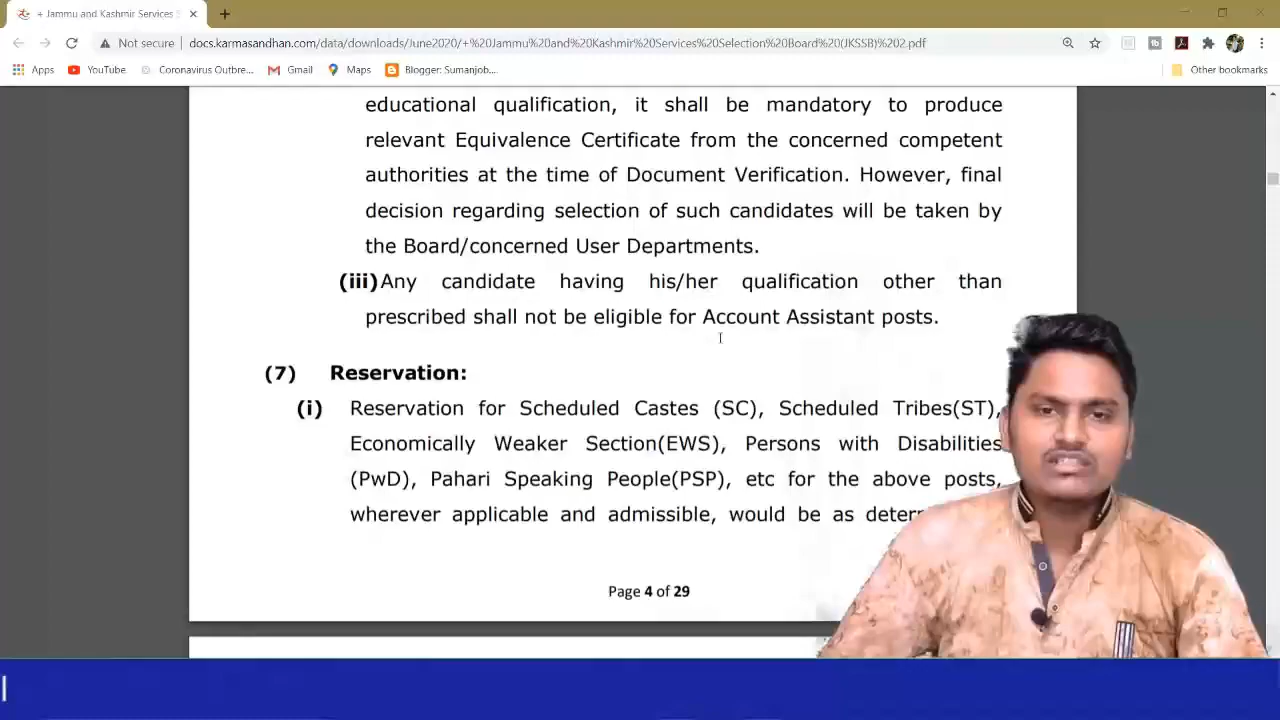 + Jammu and Kashmir Services S
Not secure
docs.karmasandhan.com/data/downloads/June2020/+%20Jammu%20and%20Kashmir%20Services%20Selection%20Board%20(JKSSB)%202.pdf
Apps YouTube Coronavirus Outbre... Gmail Maps Blogger: Sumanjob... Other bookmarks
educational qualification, it shall be mandatory to produce
relevant Equivalence Certificate from the concerned competent
authorities at the time of Document Verification. However, final
decision regarding selection of such candidates will be taken by
the Board/concerned User Departments.
(iii)Any candidate having his/her qualification other than
prescribed shall not be eligible for Account Assistant posts.
(7) Reservation:
(i) Reservation for Scheduled Castes (SC), Scheduled Tribes(ST),
Economically Weaker Section(EWS), Persons with Disabilities
(PwD), Pahari Speaking People(PSP), etc for the above posts,
wherever applicable and admissible, would be as deter
Page 4 of 29